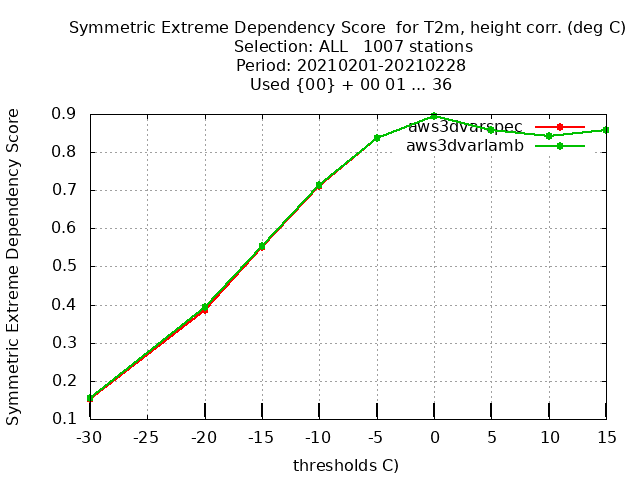 Symmetric Extreme Dependency Score  for T2m, height corr. (deg C)
Selection: ALL   1007 stations
Period: 20210201-20210228
Used {00} + 00 01 ... 36
Symmetric Extreme Dependency Score
0.9
0.8
0.7
0.6
0.5
0.4
0.3
0.2
0.1
aws3dvarspec
aws3dvarlamb
-30 -25 -20 -15 -10 -5 0 5 10 15
thresholds C)